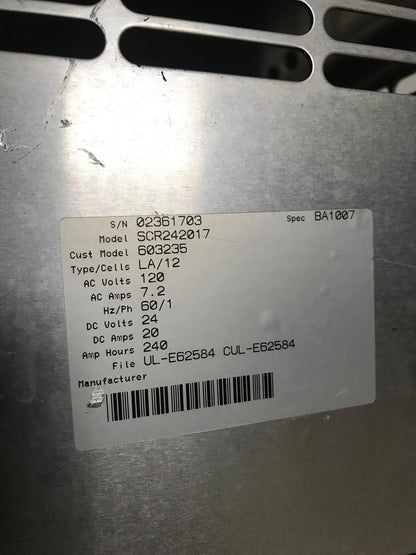 S/N 02361703 Spec BA1007
Model SCR242017
Cust Model 603235
Type/Cells LA/12
AC Volts 120
AC Amps 7.2
Hz/Ph 60/1
DC Volts 24
DC Amps 20
Amp Hours 240
File UL-E62584 CUL-E62584
Manufacturer